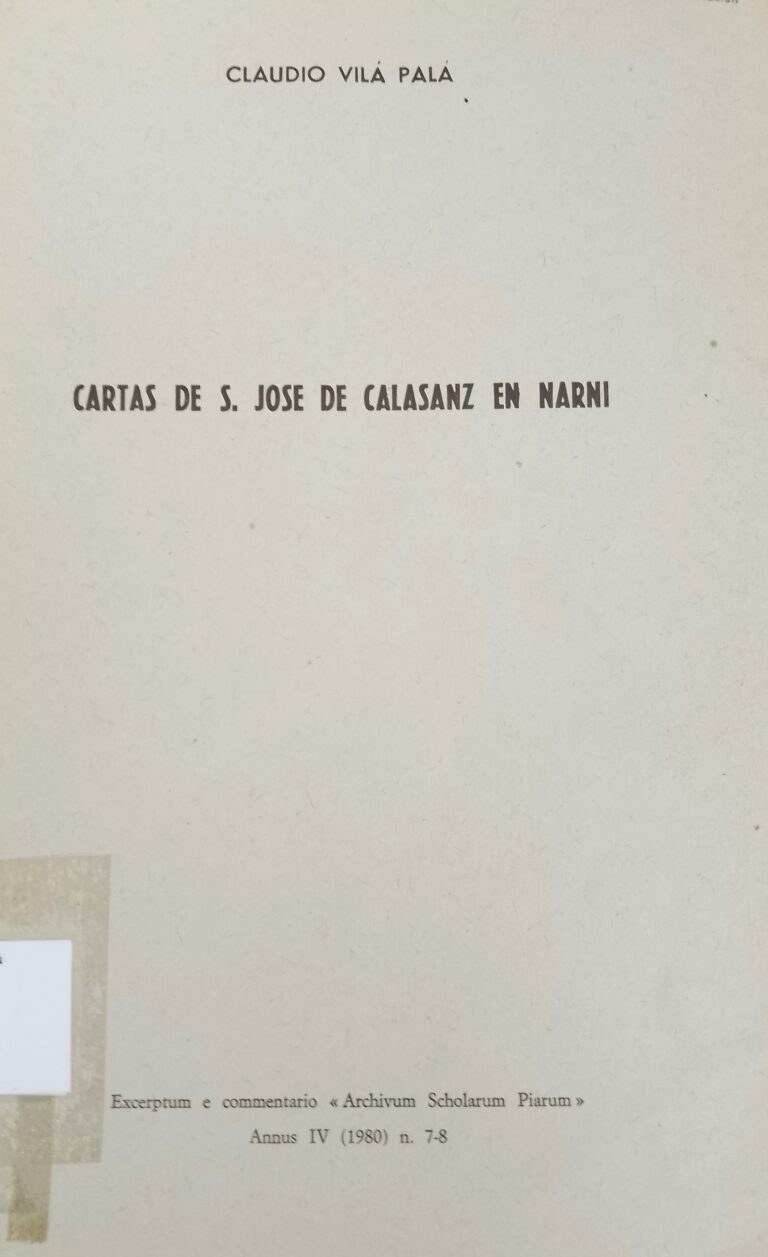 CLAUDIO VILÁ PALÁ
CARTAS DE S. JOSE DE CALASANZ EN NARNI
Excerptum e commentario « Archivum Scholarum Piarum »
Annus IV (1980) n. 7-8